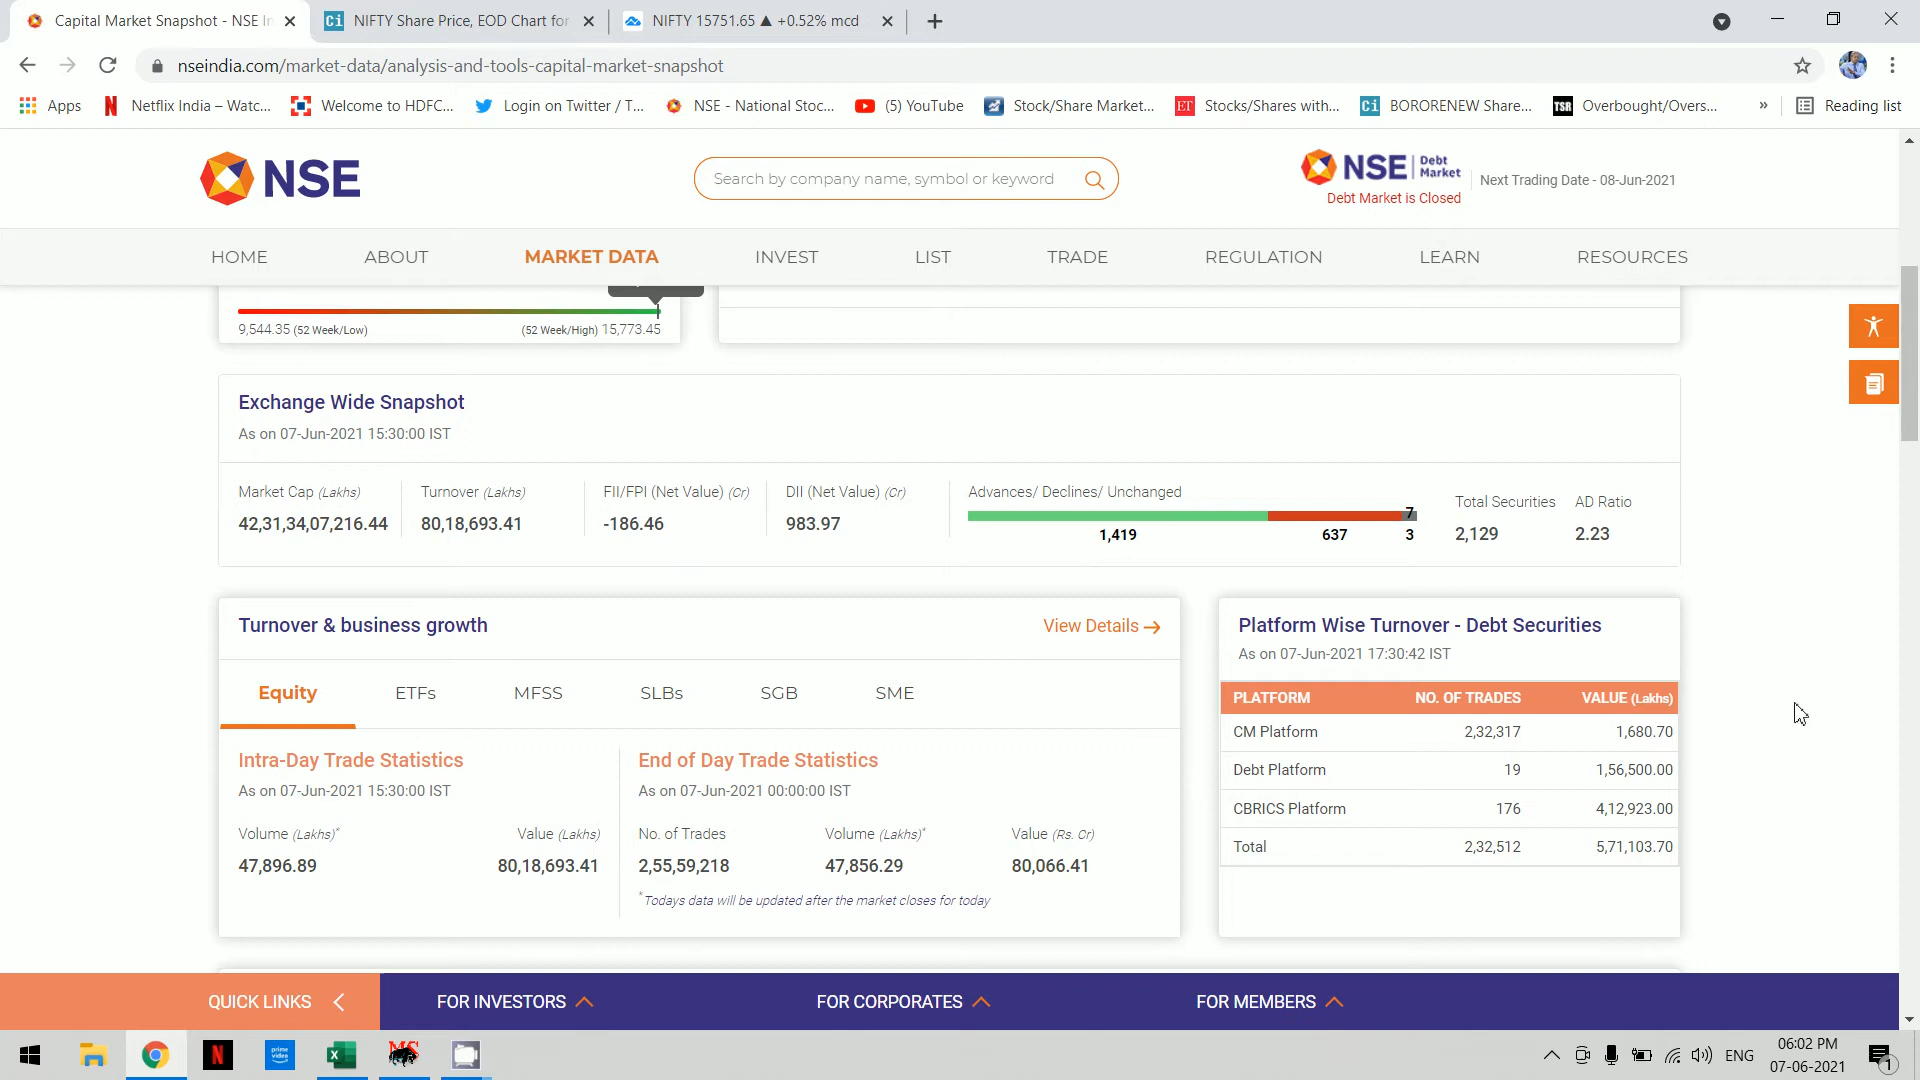 Capital Market Snapshot - NSE In
NIFTY Share Price, EOD Chart for
NIFTY 15751.65 ▲ +0.52% mcd
nseindia.com/market-data/analysis-and-tools-capital-market-snapshot
Apps
Netflix India – Watc...
Welcome to HDFC...
Login on Twitter / T...
NSE - National Stoc...
(5) YouTube
Stock/Share Market...
ET
Stocks/Shares with...
Ci
BORORENEW Share...
TSR
Overbought/Overs...
»
Reading list
NSE
Search by company name, symbol or keyword
NSE | Debt Market
Debt Market is Closed
Next Trading Date - 08-Jun-2021
HOME
ABOUT
MARKET DATA
INVEST
LIST
TRADE
REGULATION
LEARN
RESOURCES
9,544.35 (52 Week/Low)
(52 Week/High) 15,773.45
Exchange Wide Snapshot
As on 07-Jun-2021 15:30:00 IST
Market Cap (Lakhs)
42,31,34,07,216.44
Turnover (Lakhs)
80,18,693.41
FII/FPI (Net Value) (Cr)
-186.46
DII (Net Value) (Cr)
983.97
Advances/ Declines/ Unchanged
1,419
637
7
3
Total Securities
2,129
AD Ratio
2.23
Turnover & business growth
View Details →
Equity
ETFs
MFSS
SLBs
SGB
SME
Intra-Day Trade Statistics
As on 07-Jun-2021 15:30:00 IST
Volume (Lakhs)*
Value (Lakhs)
47,896.89
80,18,693.41
End of Day Trade Statistics
As on 07-Jun-2021 00:00:00 IST
No. of Trades
Volume (Lakhs)*
Value (Rs. Cr)
2,55,59,218
47,856.29
80,066.41
*Todays data will be updated after the market closes for today
Platform Wise Turnover - Debt Securities
As on 07-Jun-2021 17:30:42 IST
PLATFORM NO. OF TRADES VALUE (Lakhs)
CM Platform 2,32,317 1,680.70
Debt Platform 19 1,56,500.00
CBRICS Platform 176 4,12,923.00
Total 2,32,512 5,71,103.70
QUICK LINKS
FOR INVESTORS
FOR CORPORATES
FOR MEMBERS
N
prime video
MS
ENG
06:02 PM
07-06-2021
1